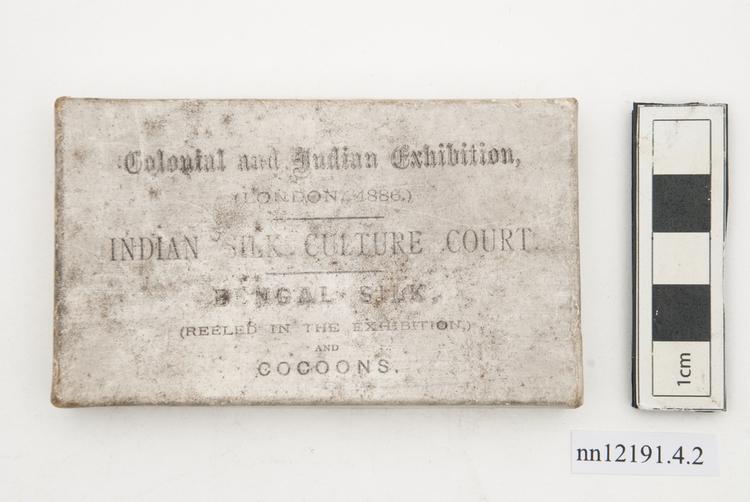 Colonial and Indian Exhibition,
(LONDON, 1886.)
INDIAN SILK CULTURE COURT.
BENGAL SILK,
(REELED IN THE EXHIBITION,)
AND
COCOONS.
1cm
nn12191.4.2